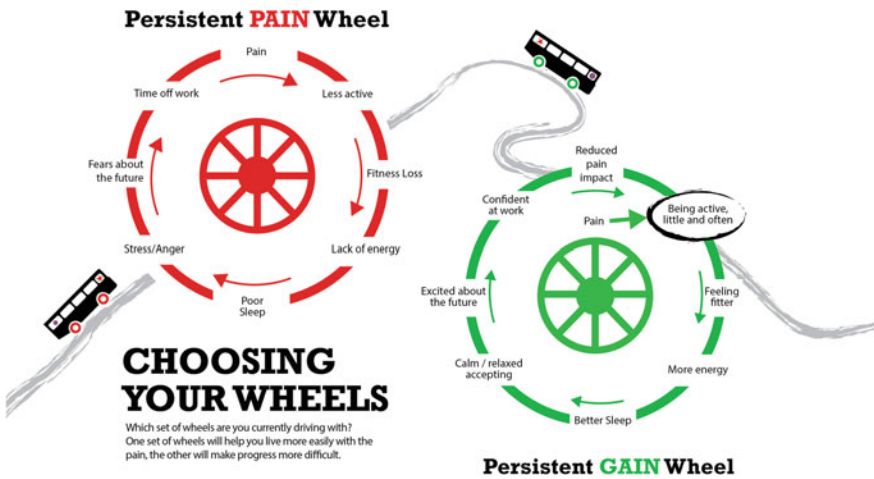 Persistent PAIN Wheel
Pain
Less active
Fitness Loss
Lack of energy
Poor
Sleep
Stress/Anger
Fears about
the future
Time off work
CHOOSING
YOUR WHEELS
Which set of wheels are you currently driving with?
One set of wheels will help you live more easily with the
pain, the other will make progress more difficult.
Reduced
pain
impact
Pain
Being active,
little and often
Feeling
fitter
More energy
Better Sleep
Calm / relaxed
accepting
Excited about
the future
Confident
at work
Persistent GAIN Wheel